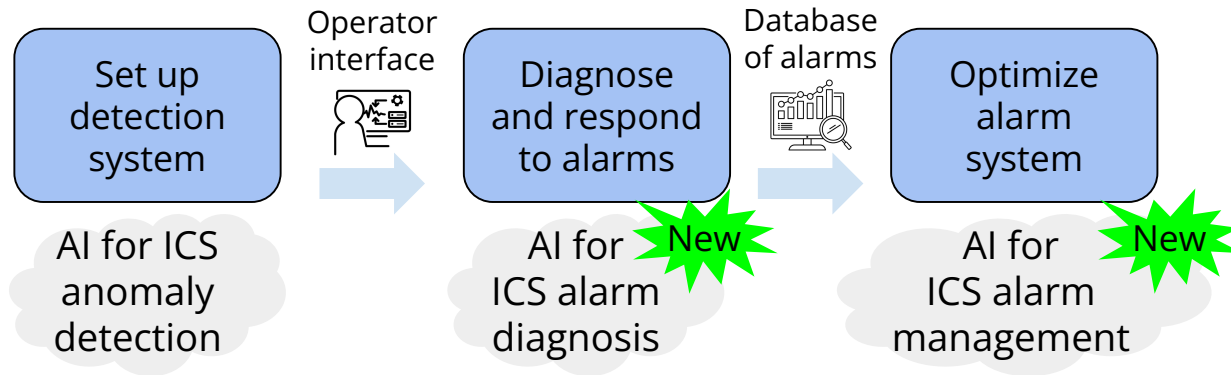 Set up
detection
system
Operator
interface
Diagnose
and respond
to alarms
Database
of alarms
Optimize
alarm
system
AI for ICS
anomaly
detection
AI for
ICS alarm
diagnosis
New
AI for
ICS alarm
management
New